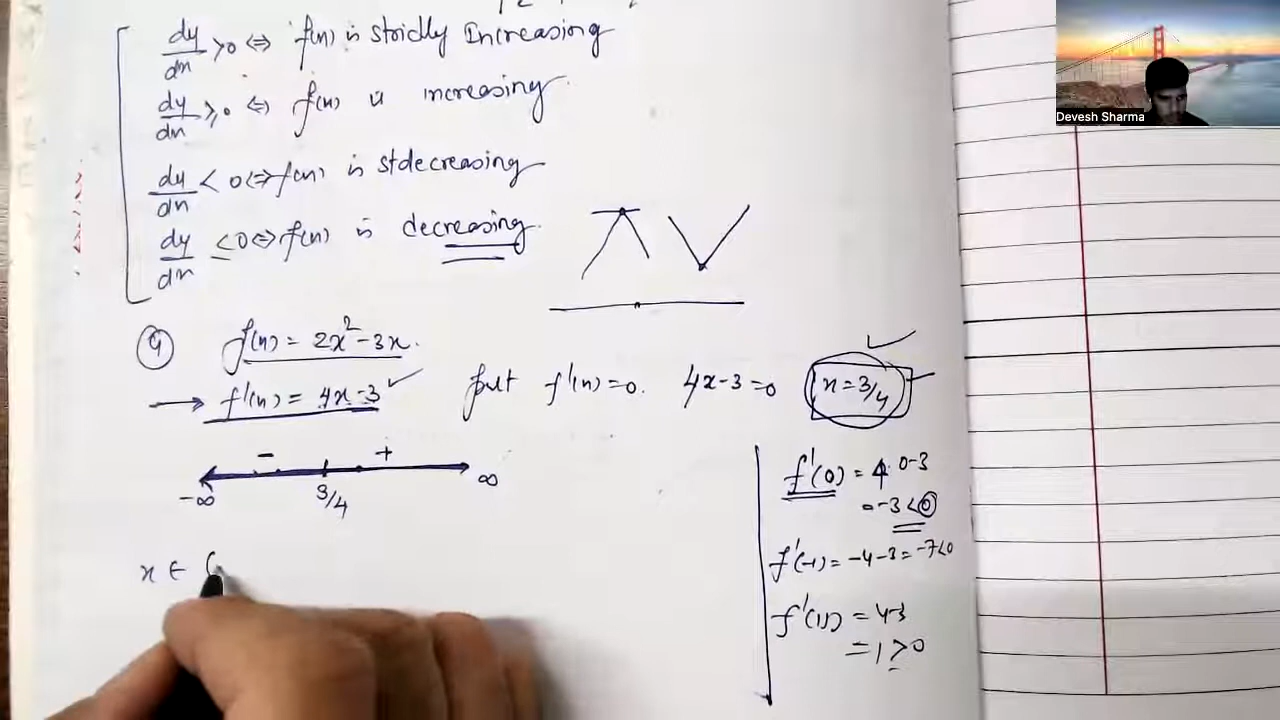 dy/dx >0 ⇔ f(x) is strictly Increasing
dy/dx ≥0 ⇔ f(x) is increasing
dy/dx < 0 ⇔ f(x) is st decreasing
dy/dx ≤0 ⇔ f(x) is decreasing.
Q f(x) = 2x² - 3x.
→ f'(x) = 4x-3 ✓ put f'(x)=0. 4x-3=0 x=3/4
- +
-∞ 3/4 ∞
x ∈ (
f'(0) = 4·0-3
= -3<0
f'(-1) = -4-3 = -7<0
f'(1) = 4-3
= 1 > 0
Devesh Sharma